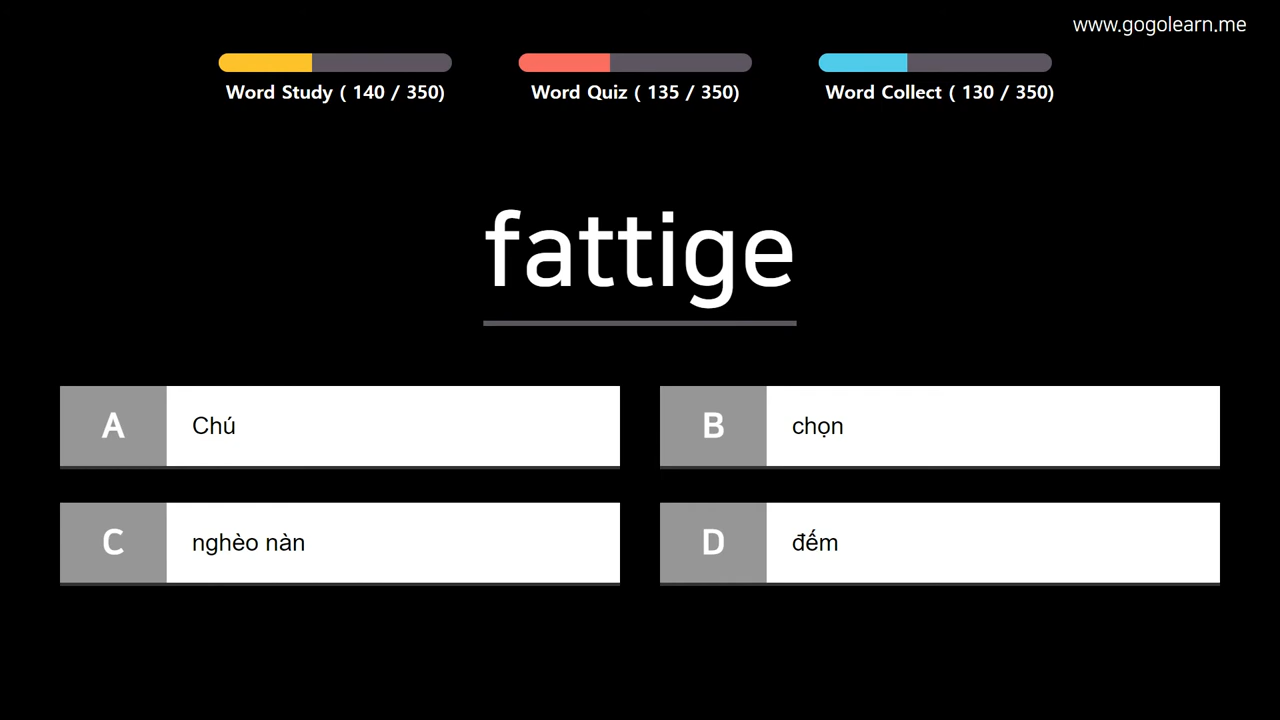 www.gogolearn.me
Word Study ( 140 / 350)
Word Quiz ( 135 / 350)
Word Collect ( 130 / 350)
fattige
A Chú
B chọn
C nghèo nàn
D đếm